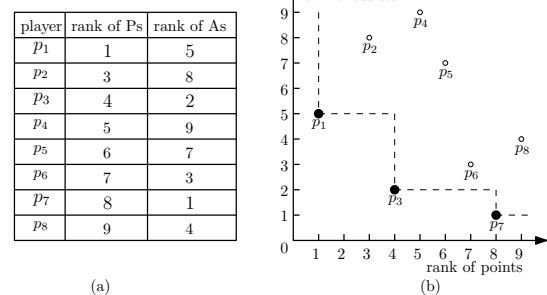 player rank of Ps rank of As
p1 1 5
p2 3 8
p3 4 2
p4 5 9
p5 6 7
p6 7 3
p7 8 1
p8 9 4
(a)
9
8
7
6
5
4
3
2
1
0
1 2 3 4 5 6 7 8 9
p4
p2
p5
p1
p8
p6
p3
p7
rank of points
(b)